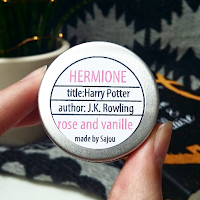 HERMIONE
title:Harry Potter
author: J.K. Rowling
rose and vanille
made by Sajou